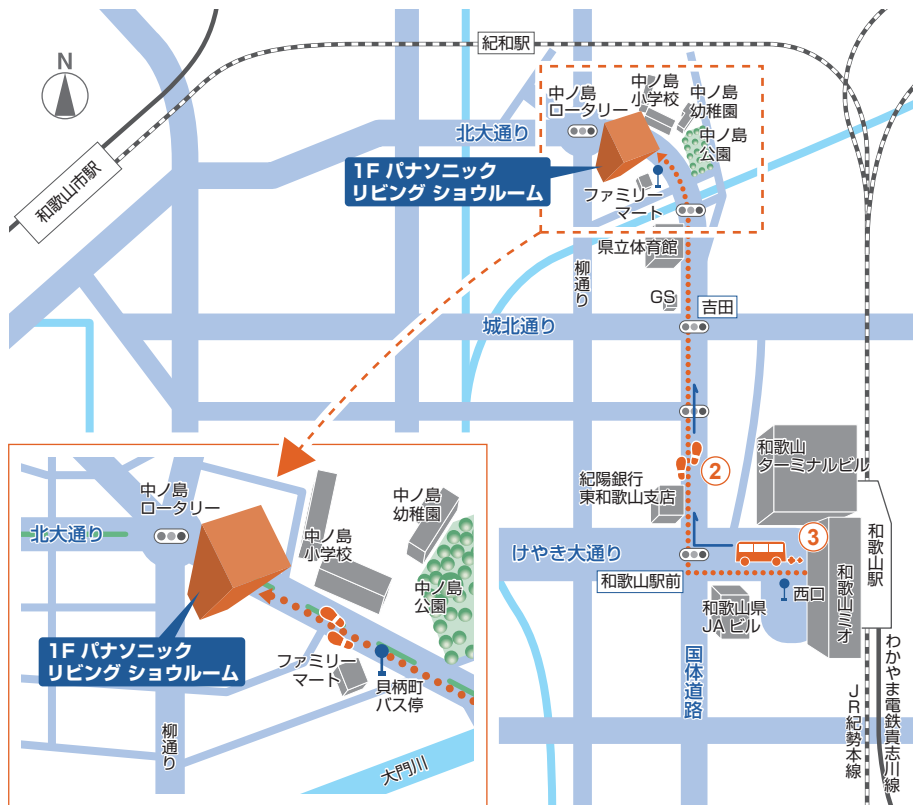 紀和駅
N
中ノ島
小学校
中ノ島
ロータリー
中ノ島
幼稚園
北大通り
中ノ島
公園
1F パナソニック
リビング ショウルーム
和歌山市駅
ファミリー
マート
県立体育館
柳通り
GS
吉田
城北通り
②
和歌山
ターミナルビル
紀陽銀行
東和歌山支店
③
けやき大通り
和歌山駅前
西口
和歌山ミオ
和歌山駅
和歌山県
JAビル
国体道路
JR紀勢本線
わかやま電鉄貴志川線
中ノ島
ロータリー
中ノ島
幼稚園
北大通り
中ノ島
小学校
中ノ島
公園
1F パナソニック
リビング ショウルーム
ファミリー
マート
貝柄町
バス停
柳通り
大門川